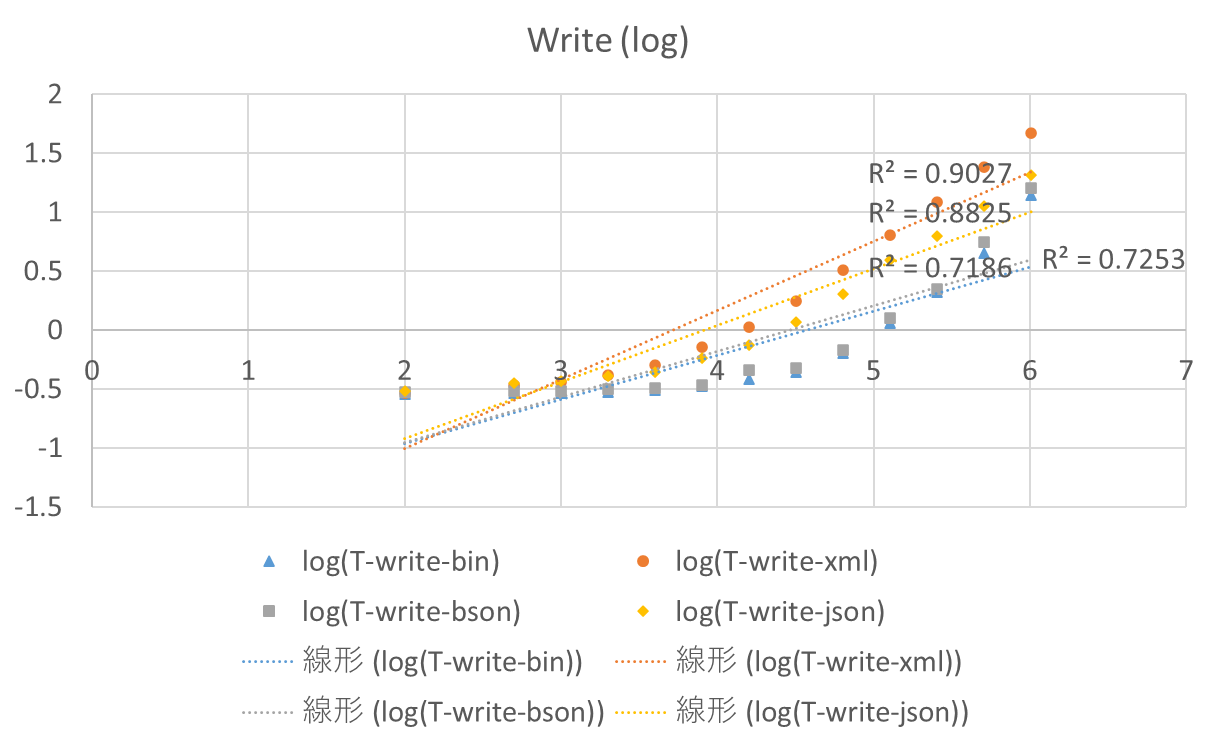 Write (log)
2
1.5
1
0.5
0
-0.5
-1
-1.5
0 1 2 3 4 5 6 7
R² = 0.9027
R² = 0.8825
R² = 0.7186
R² = 0.7253
log(T-write-bin) log(T-write-xml)
log(T-write-bson) log(T-write-json)
線形 (log(T-write-bin)) 線形 (log(T-write-xml))
線形 (log(T-write-bson)) 線形 (log(T-write-json))